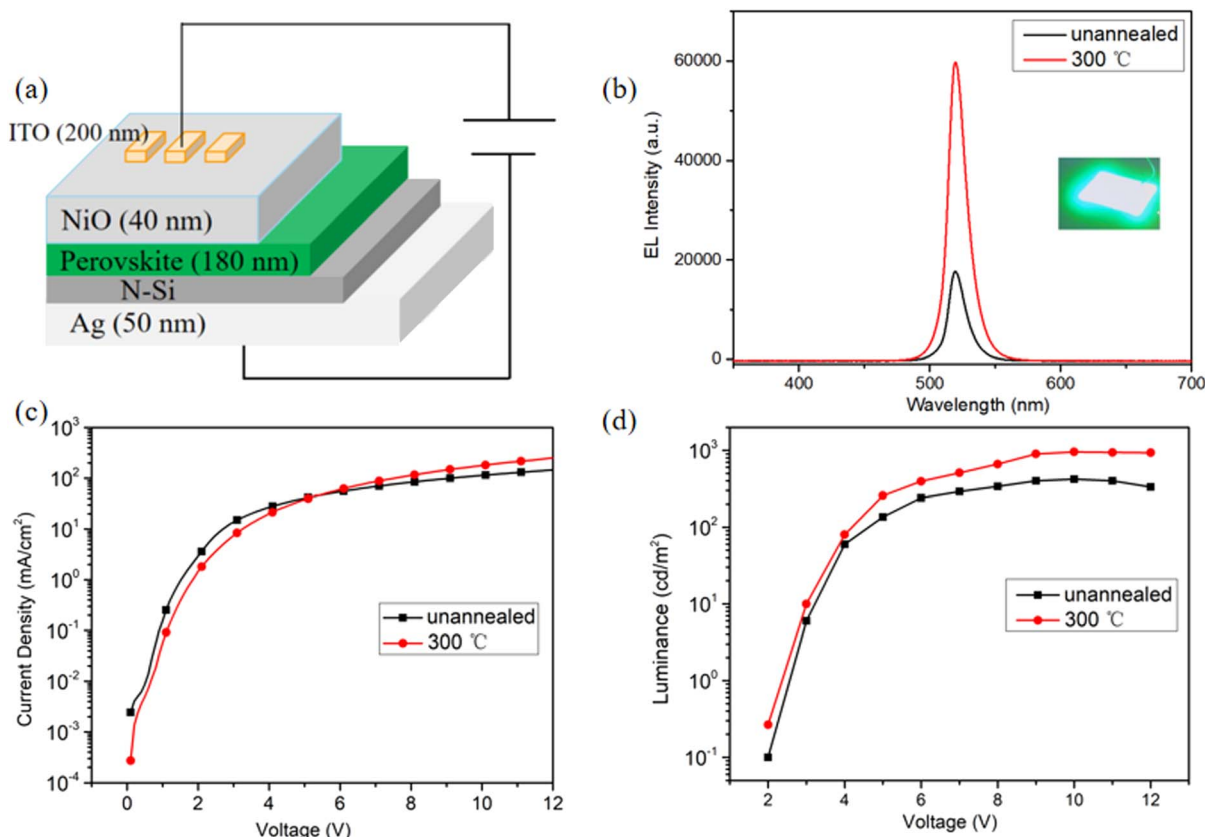 (a)
ITO (200 nm)
NiO (40 nm)
Perovskite (180 nm)
N-Si
Ag (50 nm)
(b)
unannealed
300 ℃
60000
40000
20000
0
EL Intensity (a.u.)
400 500 600 700
Wavelength (nm)
(c)
10³
10²
10¹
10⁰
10⁻¹
10⁻²
10⁻³
10⁻⁴
Current Density (mA/cm²)
unannealed
300 ℃
0 2 4 6 8 10 12
Voltage (V)
(d)
10³
10²
10¹
10⁰
10⁻¹
Luminance (cd/m²)
unannealed
300 ℃
2 4 6 8 10 12
Voltage (V)